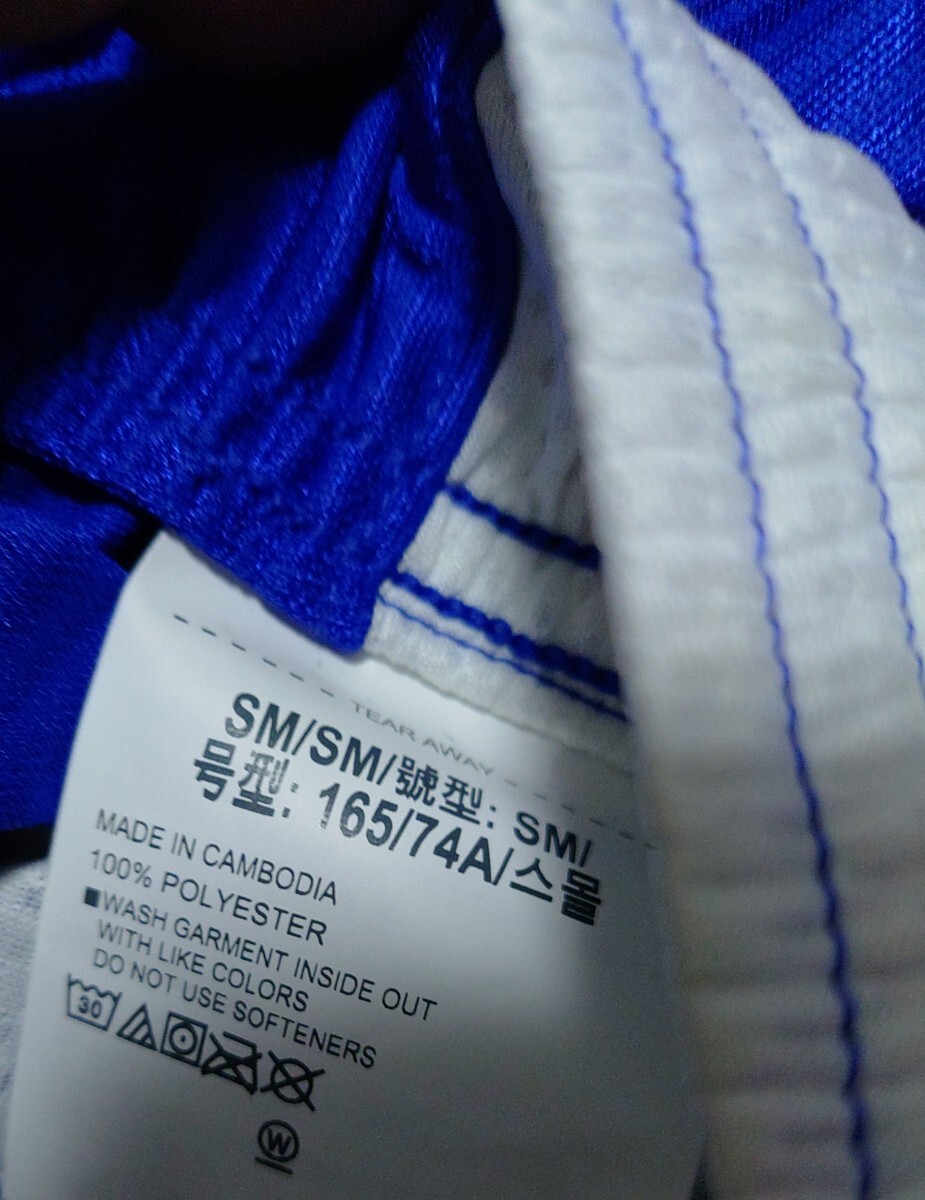 TEAR AWAY
SM/SM/號型: SM/
号型: 165/74A/스몰
MADE IN CAMBODIA
100% POLYESTER
■WASH GARMENT INSIDE OUT
WITH LIKE COLORS
DO NOT USE SOFTENERS
30
W